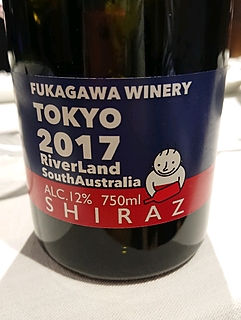 FUKAGAWA WINERY
TOKYO
2017
RiverLand
SouthAustralia
ALC.12% 750ml
SHIRAZ